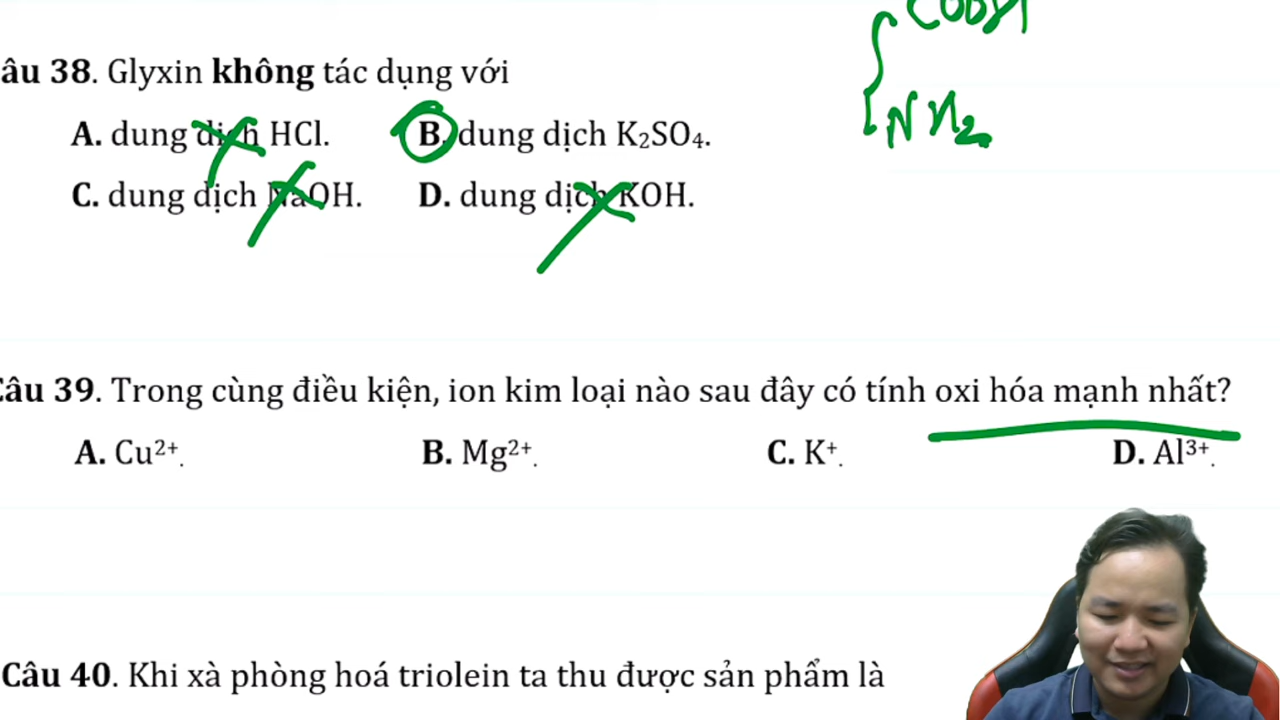 COOH
âu 38. Glyxin không tác dụng với
NH₂
A. dung dịch HCl. B. dung dịch K₂SO₄.
C. dung dịch NaOH. D. dung dịch KOH.
Câu 39. Trong cùng điều kiện, ion kim loại nào sau đây có tính oxi hóa mạnh nhất?
A. Cu²⁺. B. Mg²⁺. C. K⁺. D. Al³⁺.
Câu 40. Khi xà phòng hoá triolein ta thu được sản phẩm là